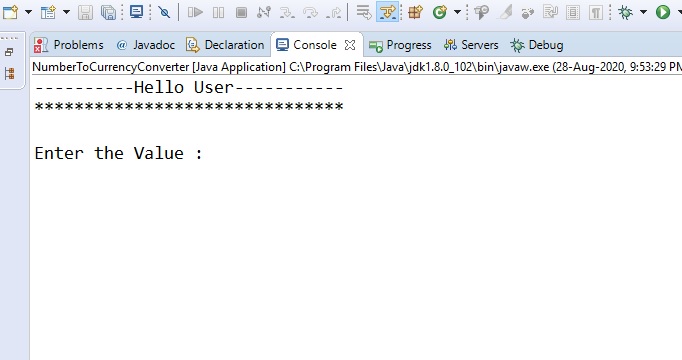 Problems @ Javadoc Declaration Console Progress Servers Debug
NumberToCurrencyConverter [Java Application] C:\Program Files\Java\jdk1.8.0_102\bin\javaw.exe (28-Aug-2020, 9:53:29 PM
----------Hello User-----------
*******************************
Enter the Value :